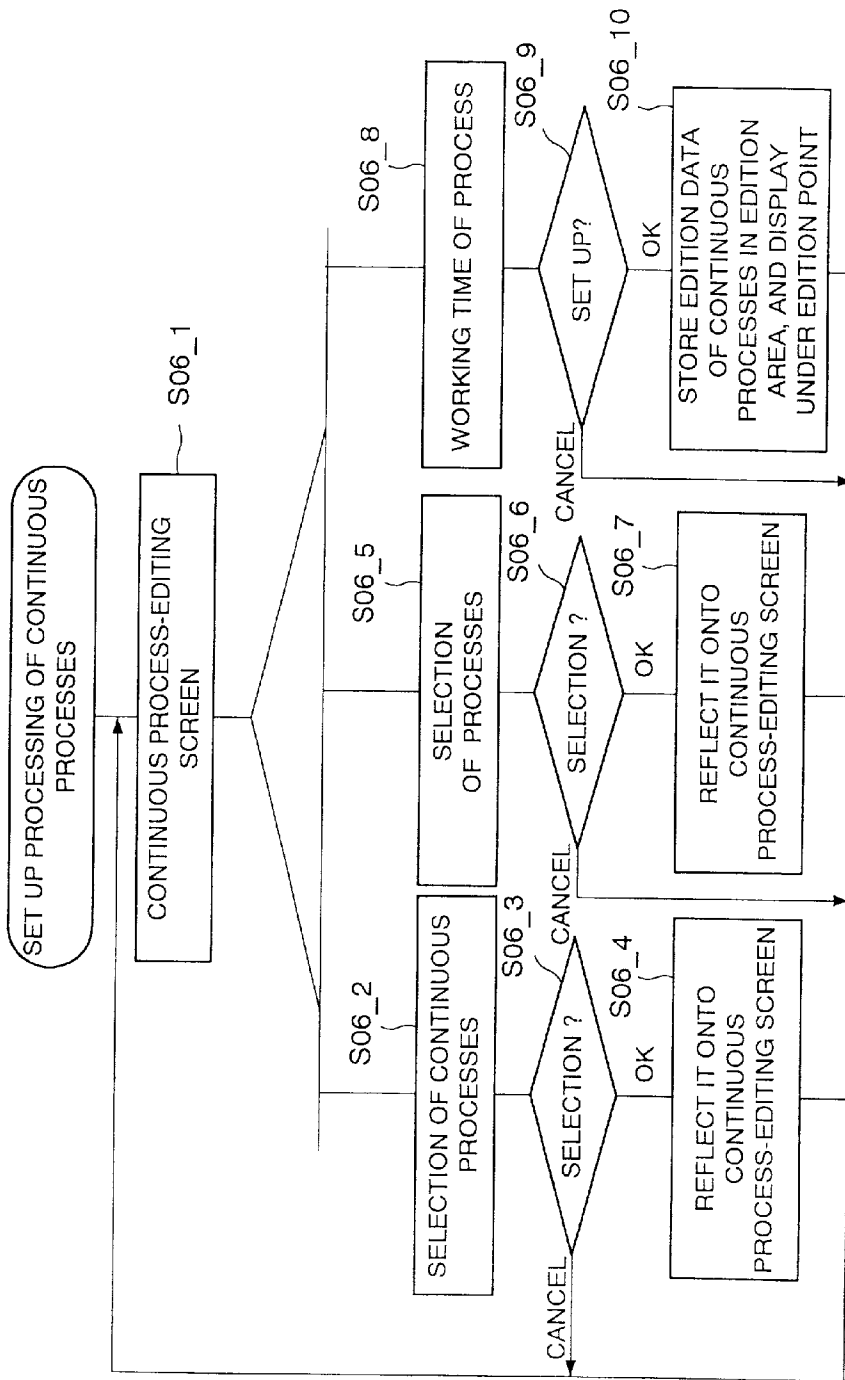 SET UP PROCESSING OF CONTINUOUS
PROCESSES
S06_1
CONTINUOUS PROCESS-EDITING
SCREEN
S06_2
SELECTION OF CONTINUOUS
PROCESSES
S06_3
SELECTION ?
CANCEL
OK
S06_4
REFLECT IT ONTO
CONTINUOUS
PROCESS-EDITING SCREEN
S06_5
SELECTION
OF PROCESSES
S06_6
SELECTION ?
CANCEL
OK
S06_7
REFLECT IT ONTO
CONTINUOUS
PROCESS-EDITING SCREEN
S06_8
WORKING TIME OF PROCESS
S06_9
SET UP?
CANCEL
OK
S06_10
STORE EDITION DATA
OF CONTINUOUS
PROCESSES IN EDITION
AREA, AND DISPLAY
UNDER EDITION POINT